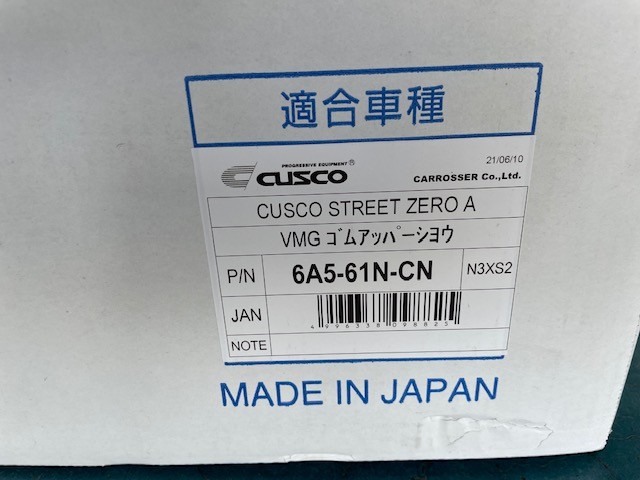 適合車種
PROGRESSIVE EQUIPMENT®
CUSCO
21/06/10
CARROSSER Co.,Ltd.
CUSCO STREET ZERO A
VMG ｺﾞﾑアッパーショウ
P/N 6A5-61N-CN N3XS2
JAN
4996338098825
NOTE
MADE IN JAPAN